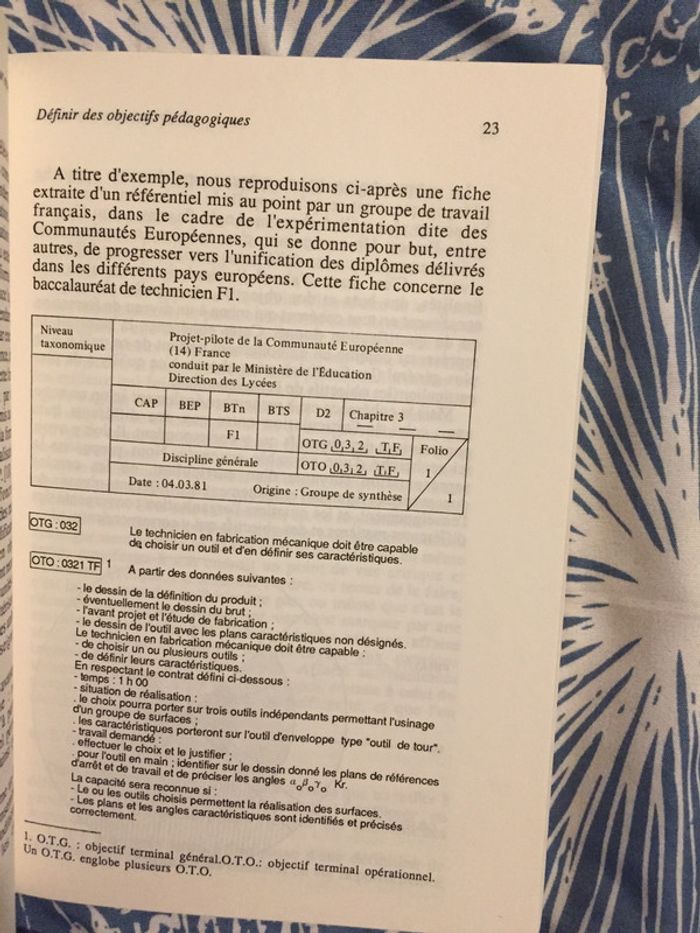 Définir des objectifs pédagogiques
23
A titre d'exemple, nous reproduisons ci-après une fiche
extraite d'un référentiel mis au point par un groupe de travail
français, dans le cadre de l'expérimentation dite des
Communautés Européennes, qui se donne pour but, entre
autres, de progresser vers l'unification des diplômes délivrés
dans les différents pays européens. Cette fiche concerne le
baccalauréat de technicien F1.
Niveau
taxonomique
Projet-pilote de la Communauté Européenne
(14) France
conduit par le Ministère de l'Éducation
Direction des Lycées
CAP BEP BTn BTS D2 Chapitre 3
F1
OTG 0,3,2, T,F,
Folio
Discipline générale
OTO 0,3,2, T,F,
1
Date : 04.03.81 Origine : Groupe de synthèse
1
OTG : 032
Le technicien en fabrication mécanique doit être capable
de choisir un outil et d'en définir ses caractéristiques.
OTO : 0321 TF 1
A partir des données suivantes :
- le dessin de la définition du produit ;
- éventuellement le dessin du brut ;
- l'avant projet et l'étude de fabrication ;
- le dessin de l'outil avec les plans caractéristiques non désignés.
Le technicien en fabrication mécanique doit être capable :
- de choisir un ou plusieurs outils ;
- de définir leurs caractéristiques.
En respectant le contrat défini ci-dessous :
- temps : 1 h 00
- situation de réalisation :
. le choix pourra porter sur trois outils indépendants permettant l'usinage
d'un groupe de surfaces ;
. les caractéristiques porteront sur l'outil d'enveloppe type "outil de tour".
- travail demandé :
. effectuer le choix et le justifier ;
. pour l'outil en main ; identifier sur le dessin donné les plans de références
d'arrêt et de travail et de préciser les angles αoβoγo Kr.
La capacité sera reconnue si :
- Le ou les outils choisis permettent la réalisation des surfaces.
- Les plans et les angles caractéristiques sont identifiés et précisés
correctement.
1. O.T.G. : objectif terminal général.O.T.O.: objectif terminal opérationnel.
Un O.T.G. englobe plusieurs O.T.O.